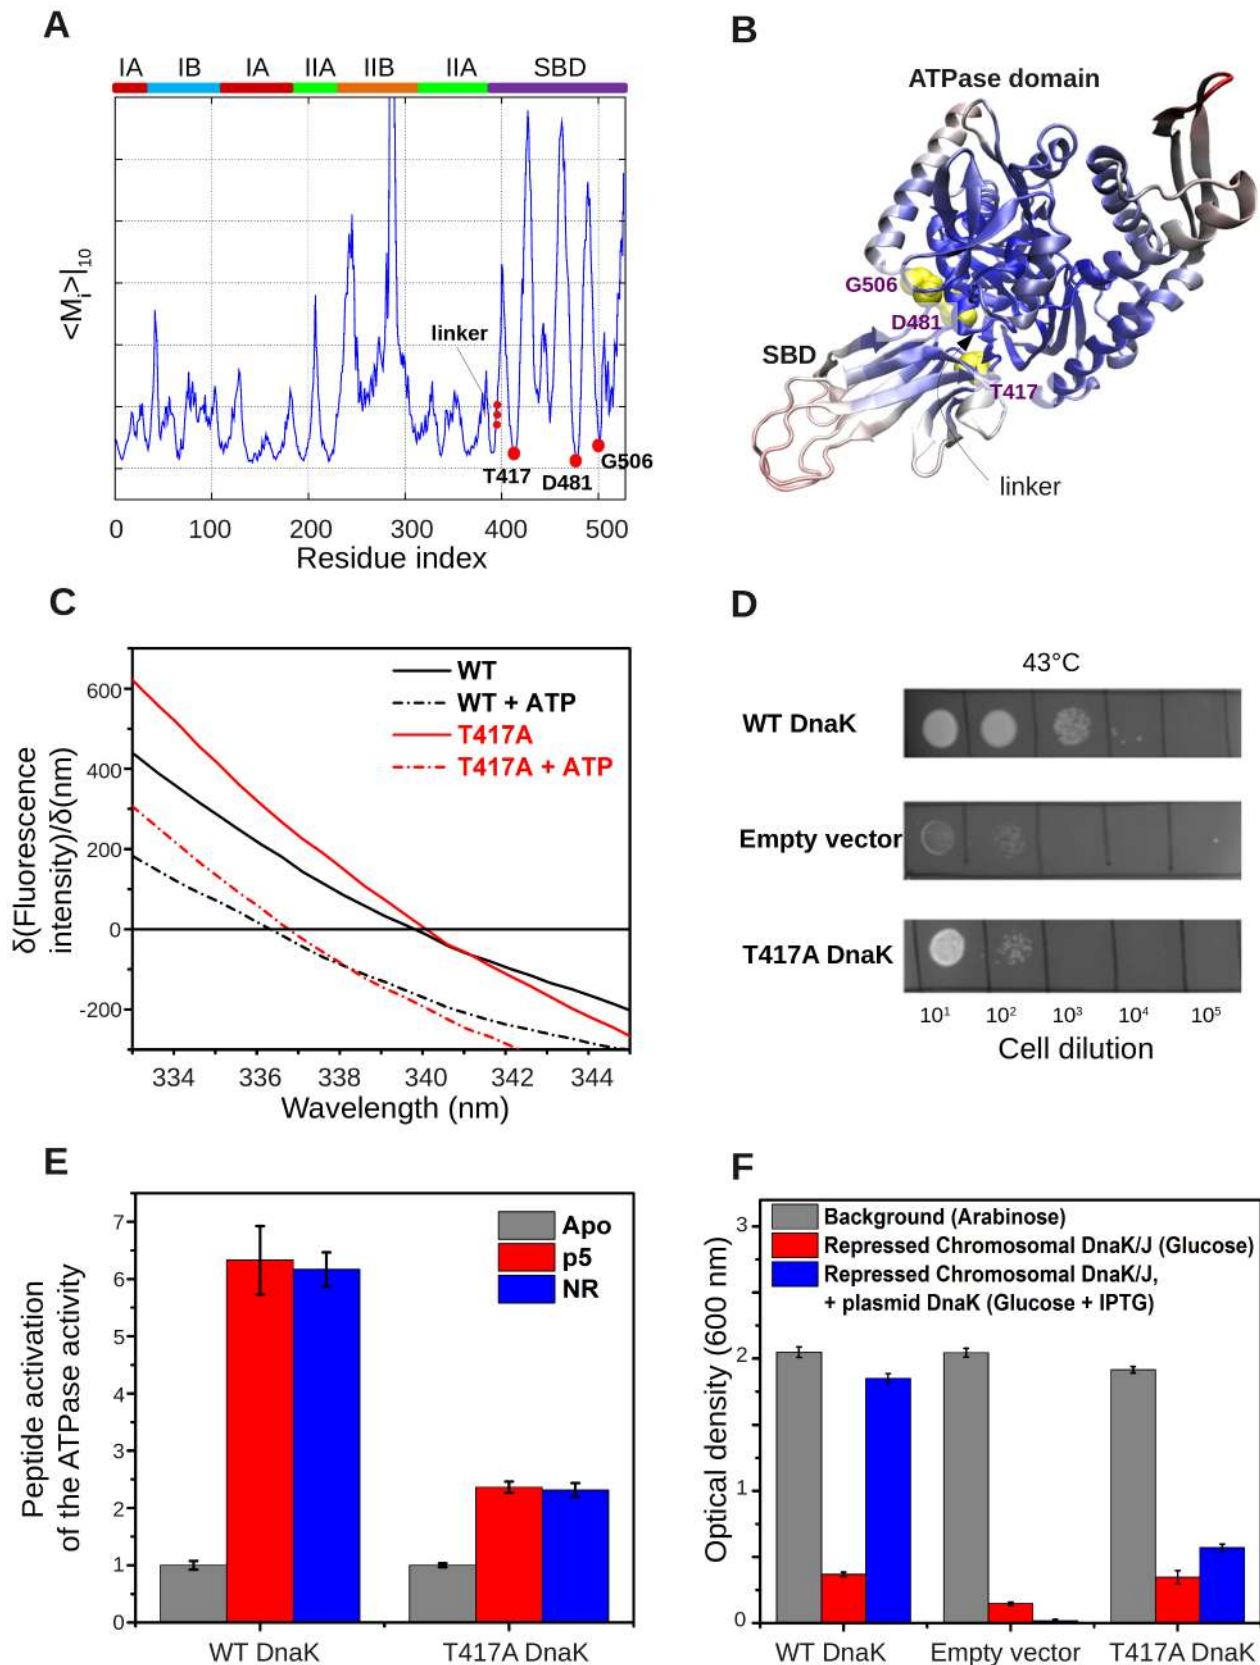 A
IA IB IA IIA IIB IIA SBD
<Mᵢ>|₁₀
linker
T417
D481
G506
0 100 200 300 400 500
Residue index
B
ATPase domain
G506
D481
SBD
T417
linker
C
WT
WT + ATP
T417A
T417A + ATP
600
400
200
0
-200
δ(Fluorescence
intensity)/δ(nm)
334 336 338 340 342 344
Wavelength (nm)
D
43°C
WT DnaK
Empty vector
T417A DnaK
10¹ 10² 10³ 10⁴ 10⁵
Cell dilution
E
Apo
p5
NR
7
6
5
4
3
2
1
0
Peptide activation
of the ATPase activity
WT DnaK T417A DnaK
F
Background (Arabinose)
Repressed Chromosomal DnaK/J (Glucose)
Repressed Chromosomal DnaK/J,
+ plasmid DnaK (Glucose + IPTG)
3
2
1
0
Optical density (600 nm)
WT DnaK Empty vector T417A DnaK